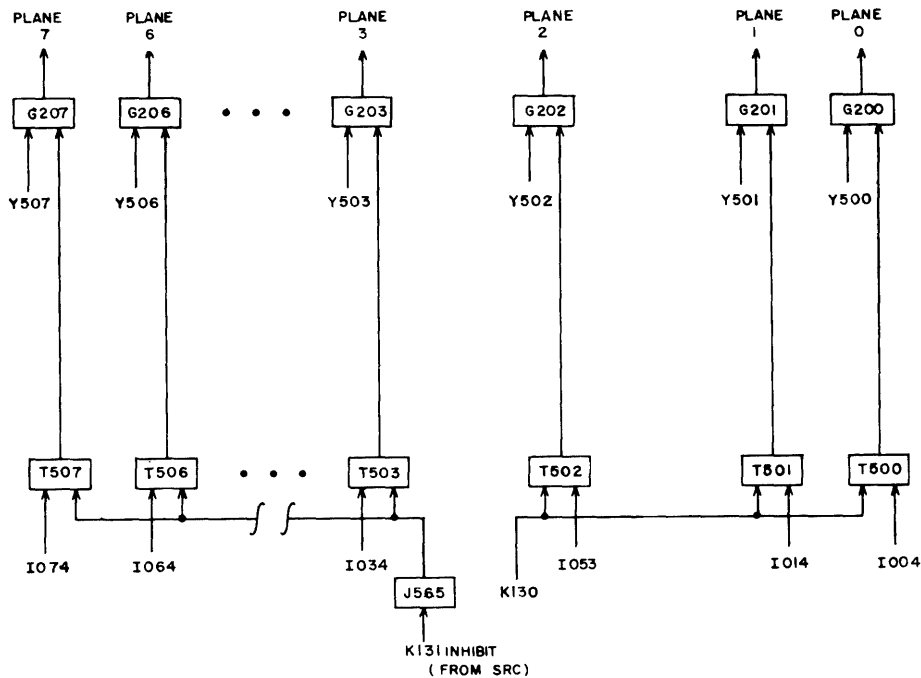 PLANE 7
PLANE 6
PLANE 3
PLANE 2
PLANE 1
PLANE 0
G207
G206
G203
G202
G201
G200
Y507
Y506
Y503
Y502
Y501
Y500
T507
T506
T503
T502
T501
T500
I074
I064
I034
K130
I053
I014
I004
J565
K131 INHIBIT
(FROM SRC)